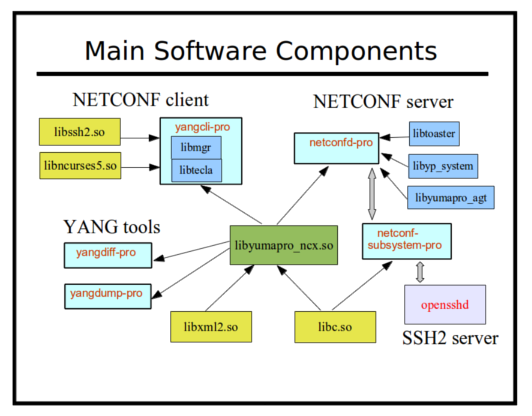 Main Software Components
NETCONF client
NETCONF server
libssh2.so
yangcli-pro
libmgr
libtecla
libncurses5.so
netconfd-pro
libtoaster
libyp_system
libyumapro_agt
YANG tools
yangdiff-pro
yangdump-pro
libyumapro_ncx.so
netconf-
subsystem-pro
libxml2.so
libc.so
opensshd
SSH2 server